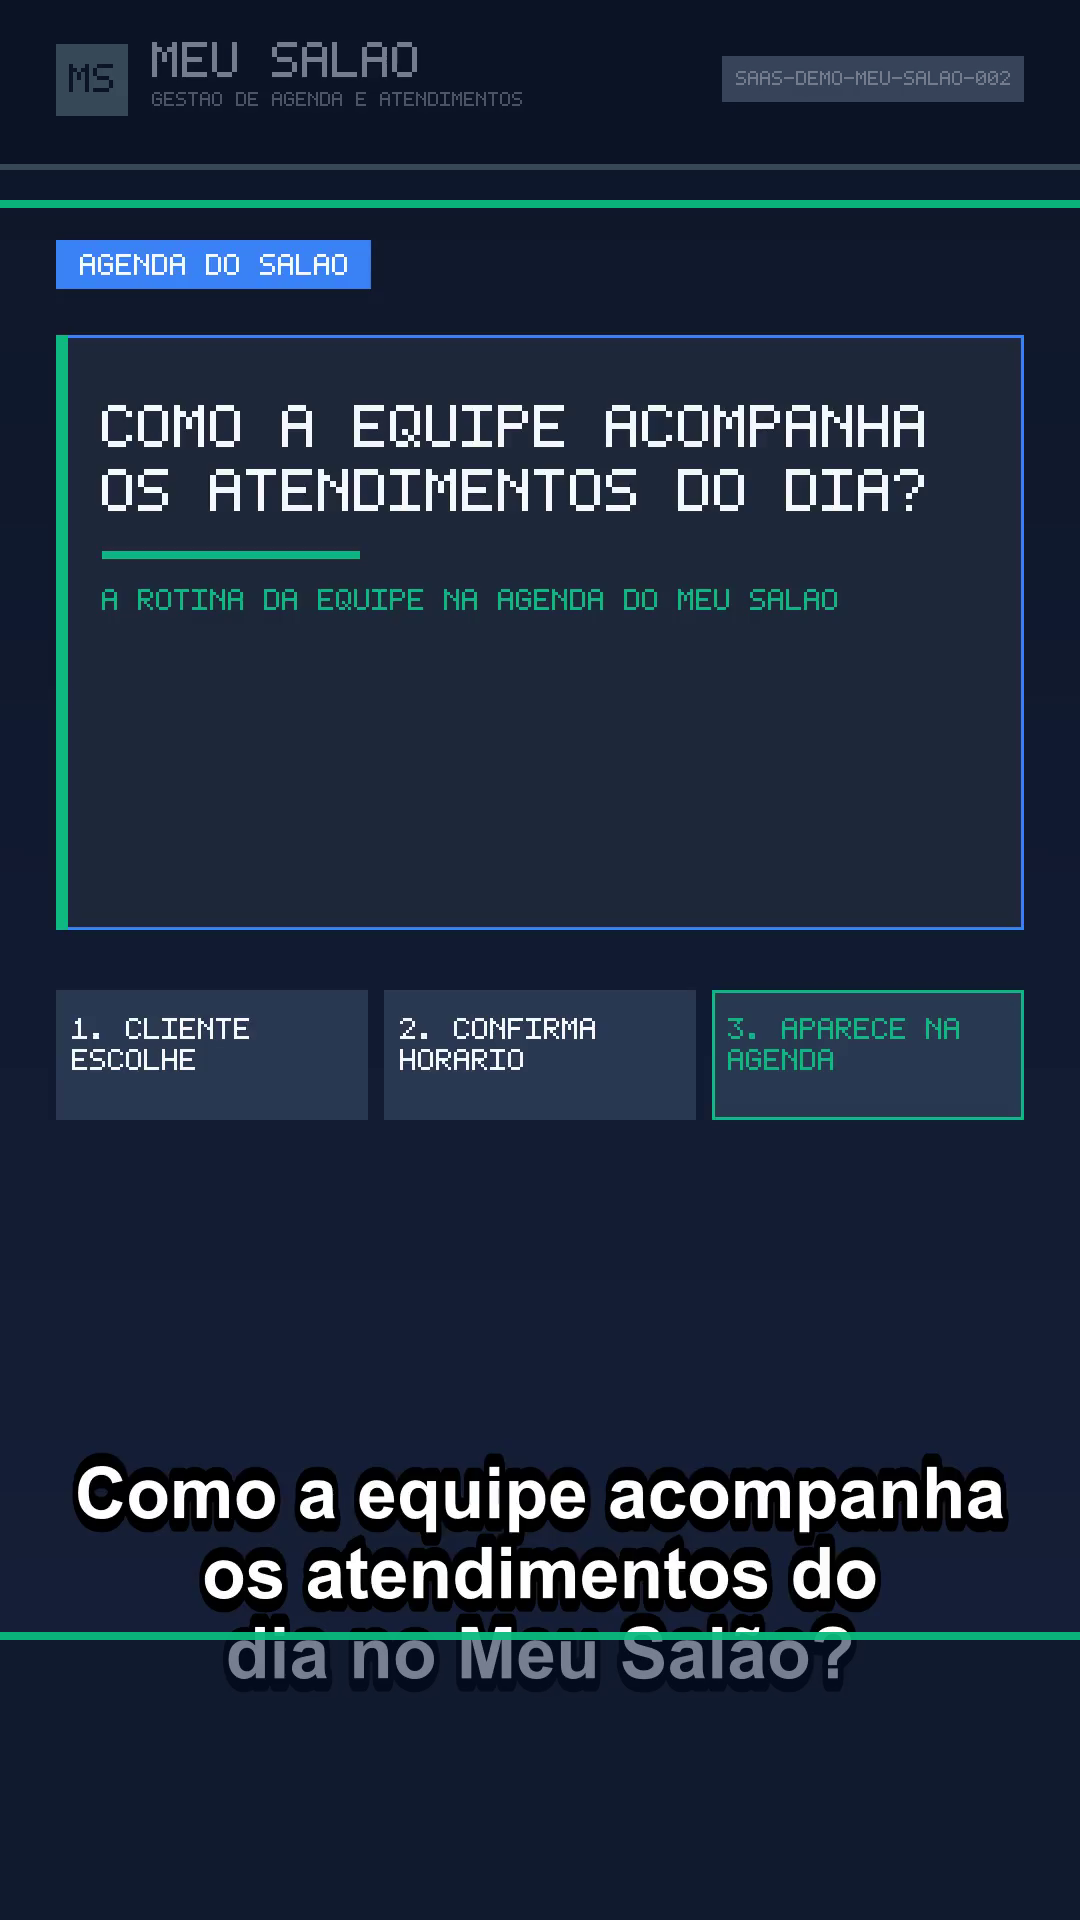 MS
MEU SALAO
GESTAO DE AGENDA E ATENDIMENTOS
SAAS-DEMO-MEU-SALAO-002
AGENDA DO SALAO
COMO A EQUIPE ACOMPANHA
OS ATENDIMENTOS DO DIA?
A ROTINA DA EQUIPE NA AGENDA DO MEU SALAO
1. CLIENTE
ESCOLHE
2. CONFIRMA
HORARIO
3. APARECE NA
AGENDA
Como a equipe acompanha
os atendimentos do
dia no Meu Salão?